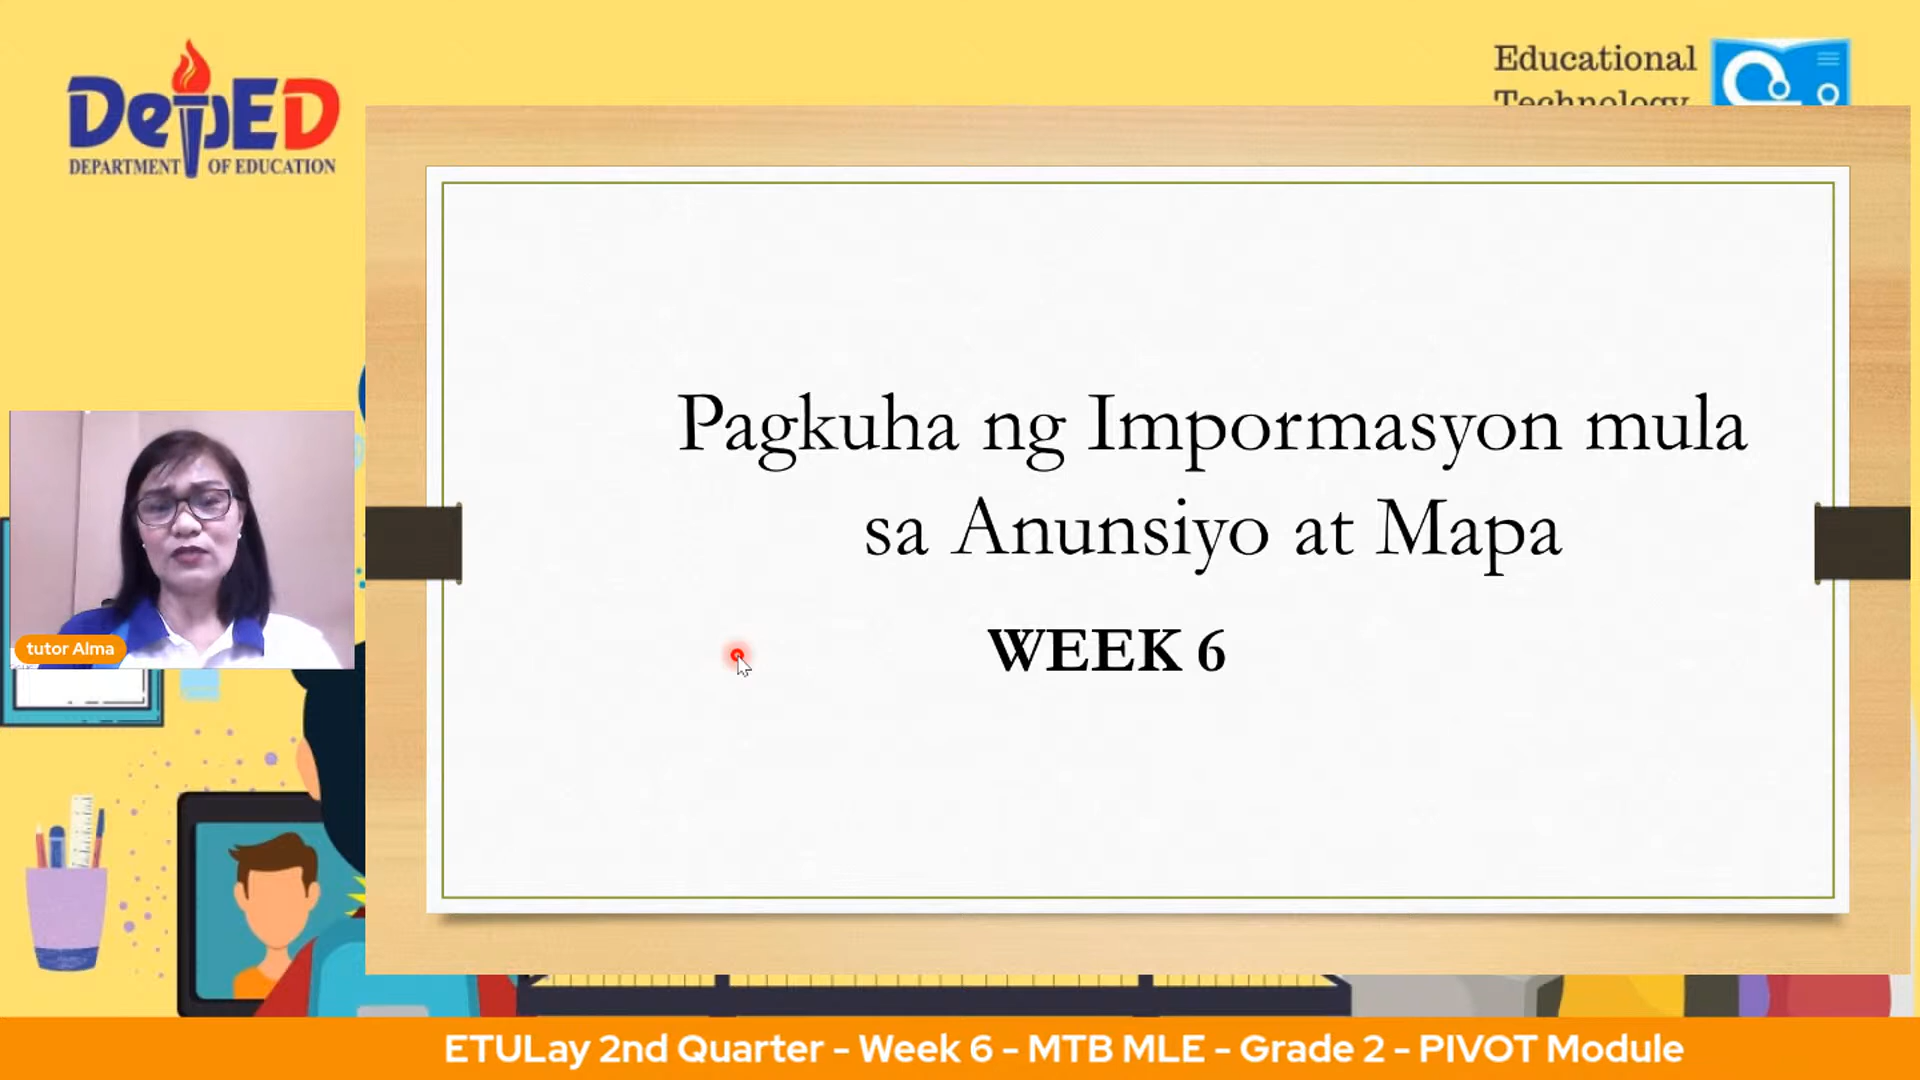 DepED
DEPARTMENT OF EDUCATION
Educational
Technology
Pagkuha ng Impormasyon mula
sa Anunsiyo at Mapa
WEEK 6
tutor Alma
ETULay 2nd Quarter - Week 6 - MTB MLE - Grade 2 - PIVOT Module